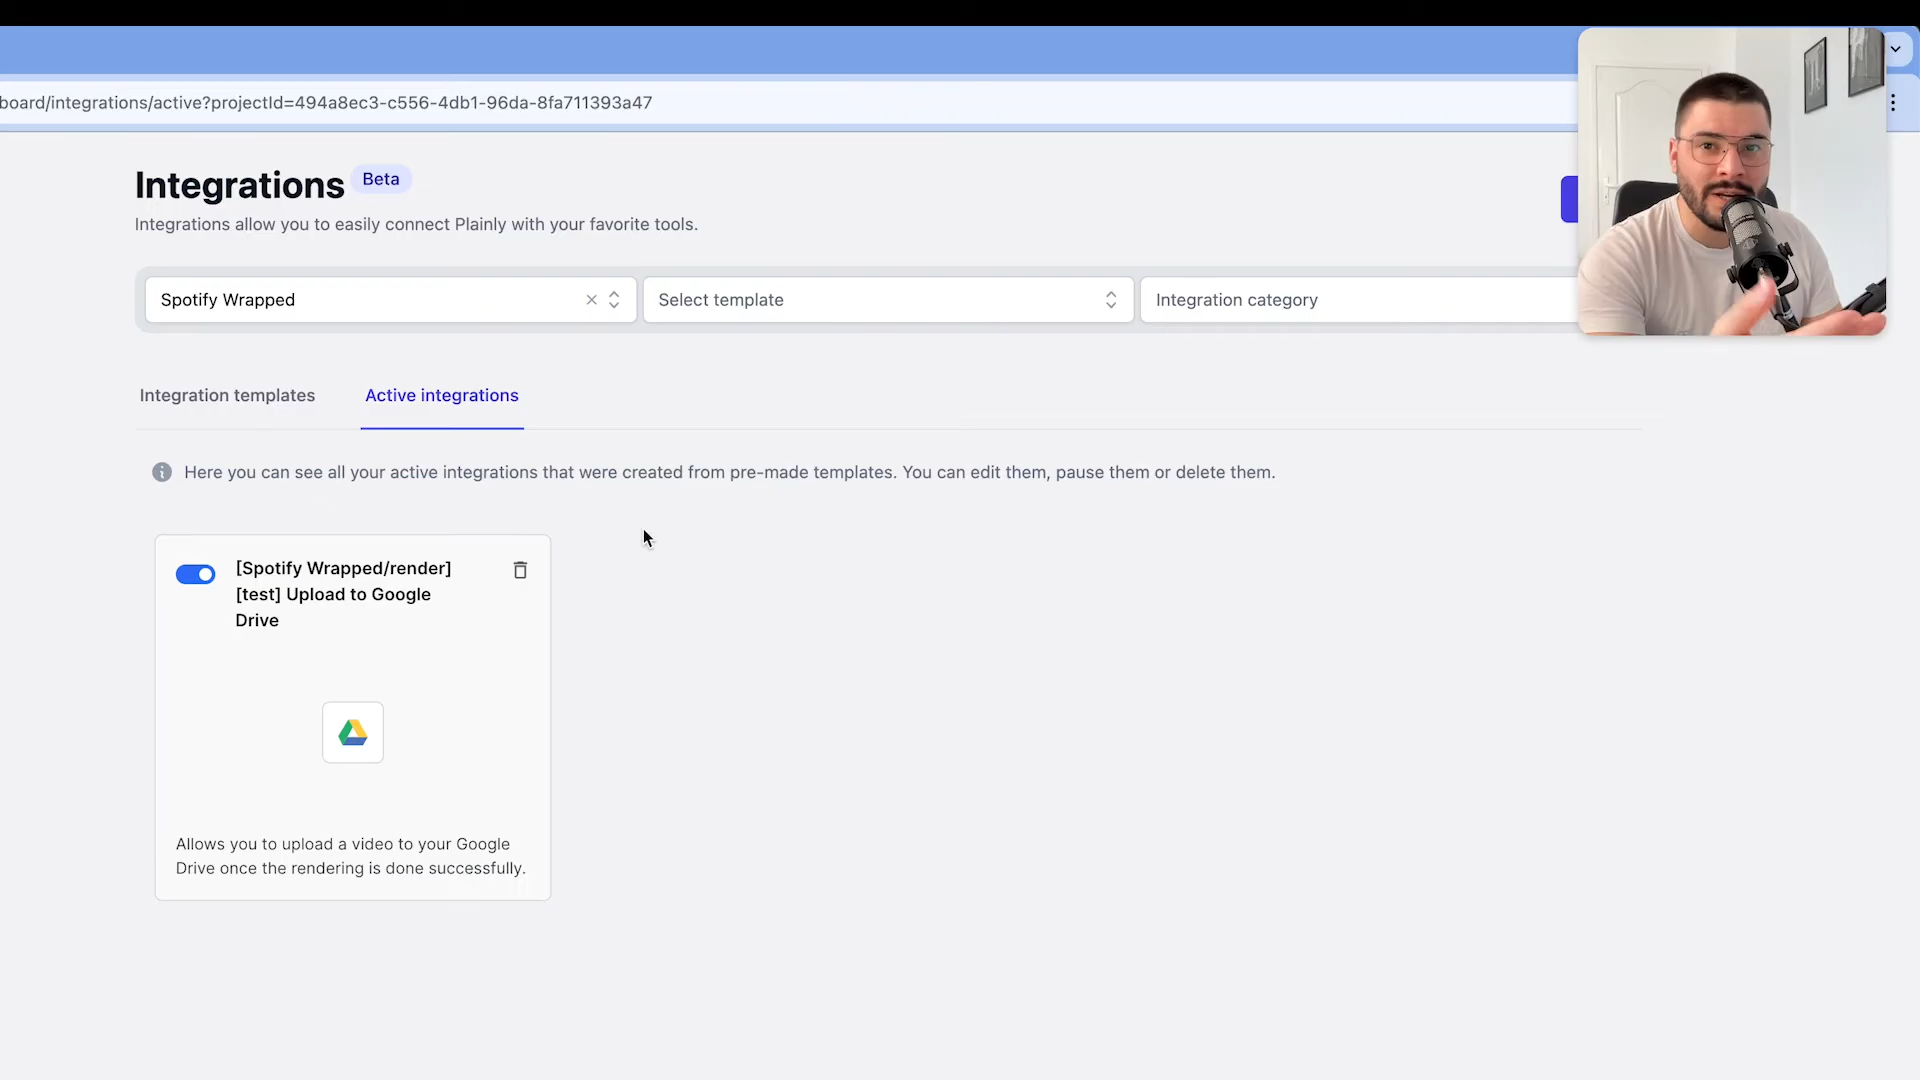 board/integrations/active?projectId=494a8ec3-c556-4db1-96da-8fa711393a47
Integrations Beta
Integrations allow you to easily connect Plainly with your favorite tools.
Spotify Wrapped
Select template
Integration category
Integration templates
Active integrations
Here you can see all your active integrations that were created from pre-made templates. You can edit them, pause them or delete them.
[Spotify Wrapped/render]
[test] Upload to Google
Drive
Allows you to upload a video to your Google
Drive once the rendering is done successfully.